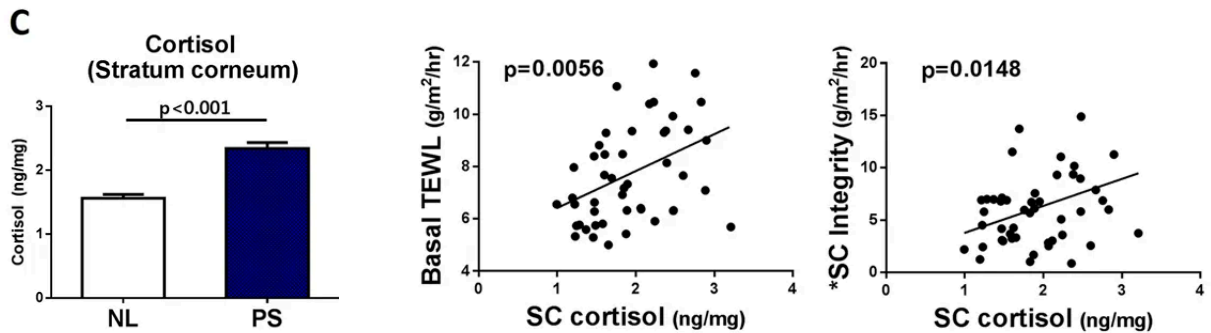 C
Cortisol
(Stratum corneum)
p<0.001
Cortisol (ng/mg)
3
2
1
0
NL PS
p=0.0056
Basal TEWL (g/m²/hr)
12
10
8
6
4
0 1 2 3 4
SC cortisol (ng/mg)
p=0.0148
*SC Integrity (g/m²/hr)
20
15
10
5
0
0 1 2 3 4
SC cortisol (ng/mg)